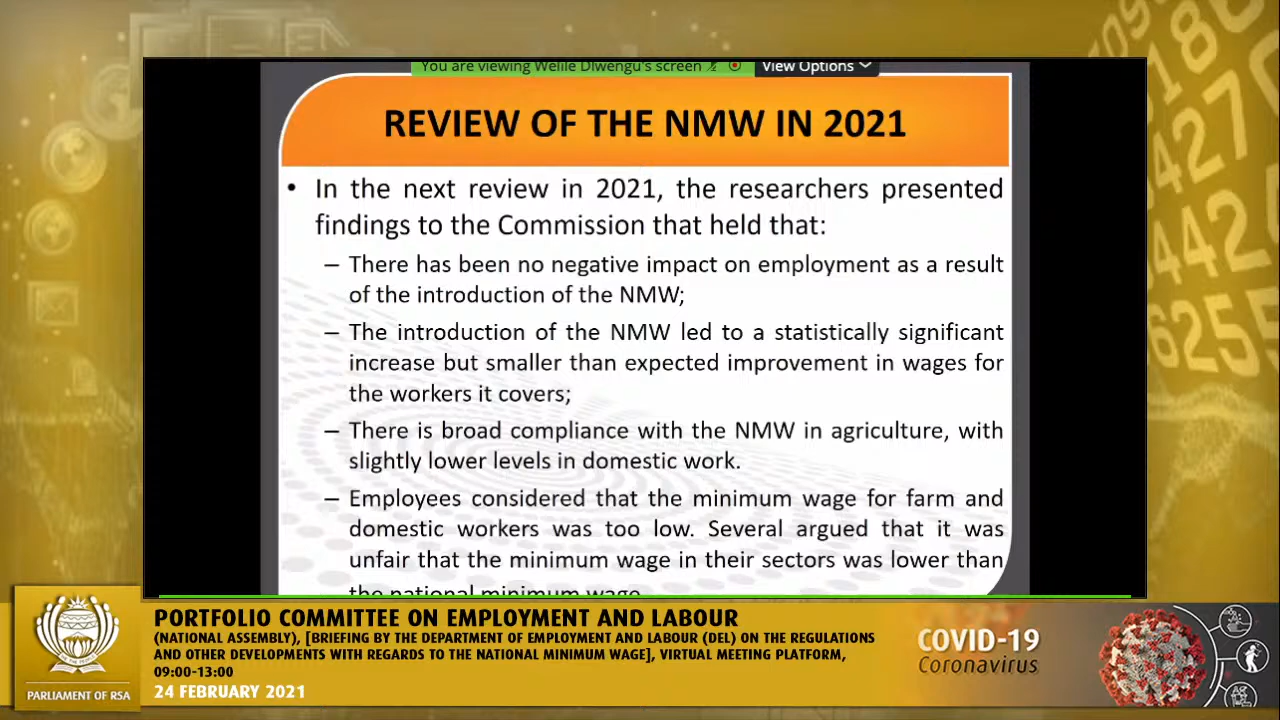 You are viewing Welile Dlwengu's screen
View Options
REVIEW OF THE NMW IN 2021
• In the next review in 2021, the researchers presented
findings to the Commission that held that:
– There has been no negative impact on employment as a result
of the introduction of the NMW;
– The introduction of the NMW led to a statistically significant
increase but smaller than expected improvement in wages for
the workers it covers;
– There is broad compliance with the NMW in agriculture, with
slightly lower levels in domestic work.
– Employees considered that the minimum wage for farm and
domestic workers was too low. Several argued that it was
unfair that the minimum wage in their sectors was lower than
the national minimum wage
PORTFOLIO COMMITTEE ON EMPLOYMENT AND LABOUR
(NATIONAL ASSEMBLY), [BRIEFING BY THE DEPARTMENT OF EMPLOYMENT AND LABOUR (DEL) ON THE REGULATIONS
AND OTHER DEVELOPMENTS WITH REGARDS TO THE NATIONAL MINIMUM WAGE], VIRTUAL MEETING PLATFORM,
09:00-13:00
24 FEBRUARY 2021
PARLIAMENT OF RSA
COVID-19
Coronavirus